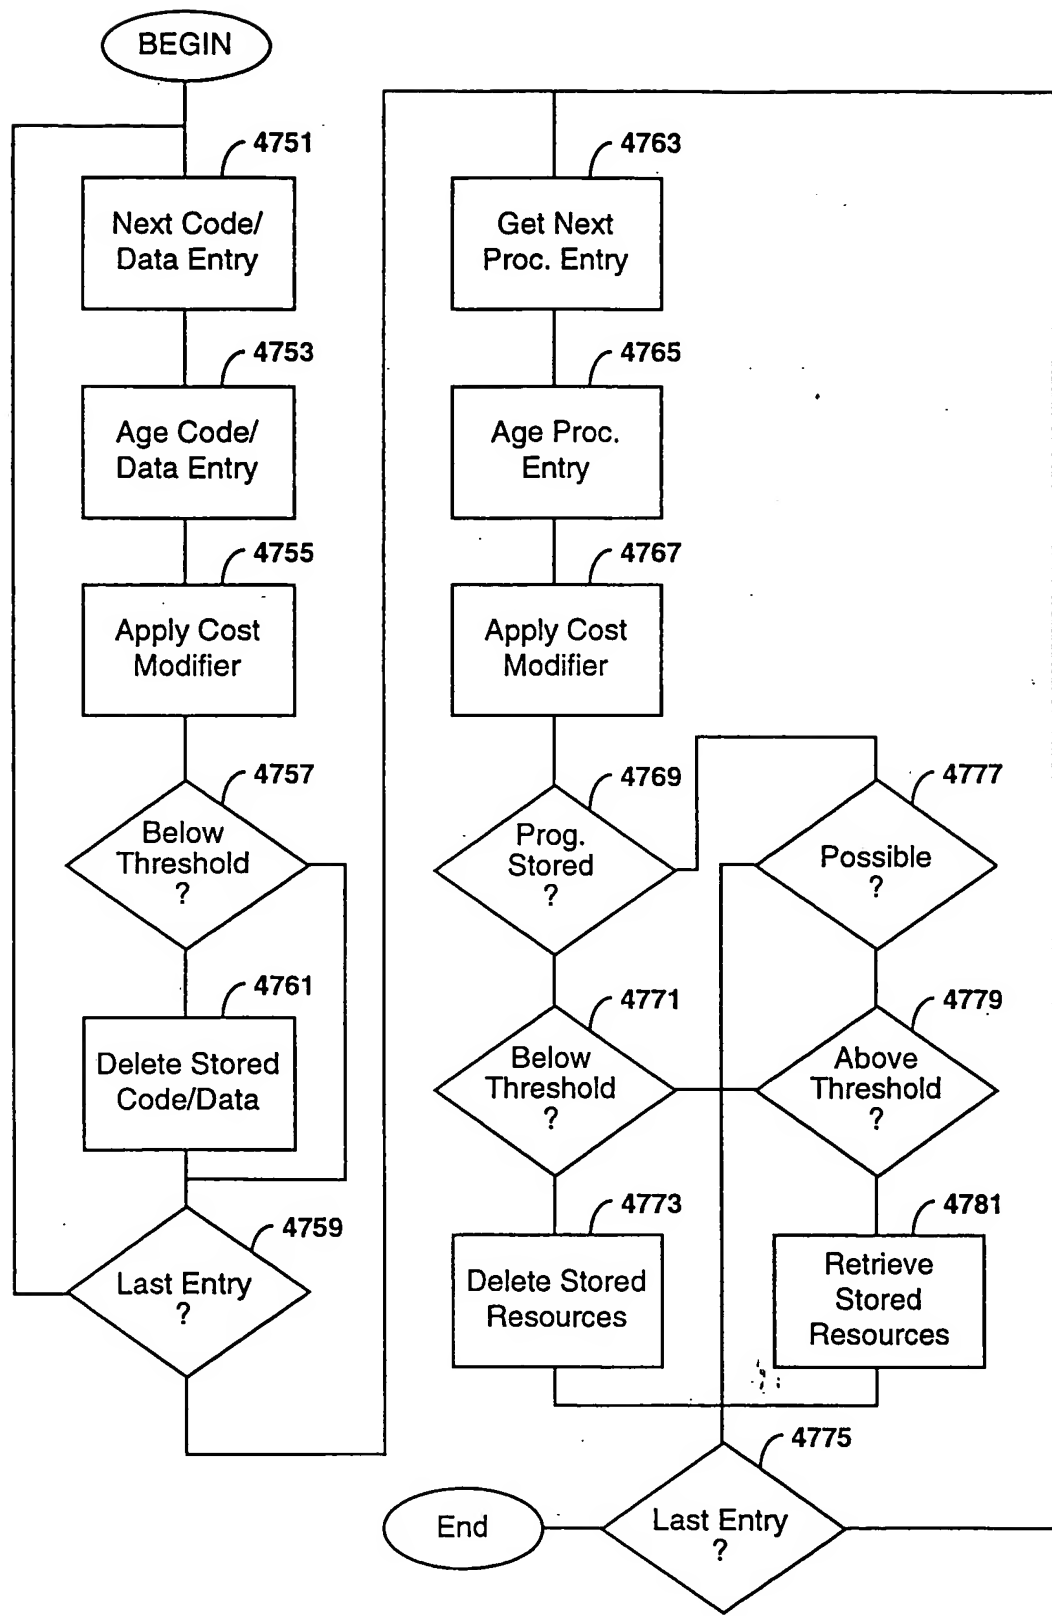 BEGIN
4751
Next Code/
Data Entry
4753
Age Code/
Data Entry
4755
Apply Cost
Modifier
4757
Below
Threshold
?
4761
Delete Stored
Code/Data
4759
Last Entry
?
4763
Get Next
Proc. Entry
4765
Age Proc.
Entry
4767
Apply Cost
Modifier
4769
Prog.
Stored
?
4777
Possible
?
4771
Below
Threshold
?
4779
Above
Threshold
?
4773
Delete Stored
Resources
4781
Retrieve
Stored
Resources
4775
Last Entry
?
End